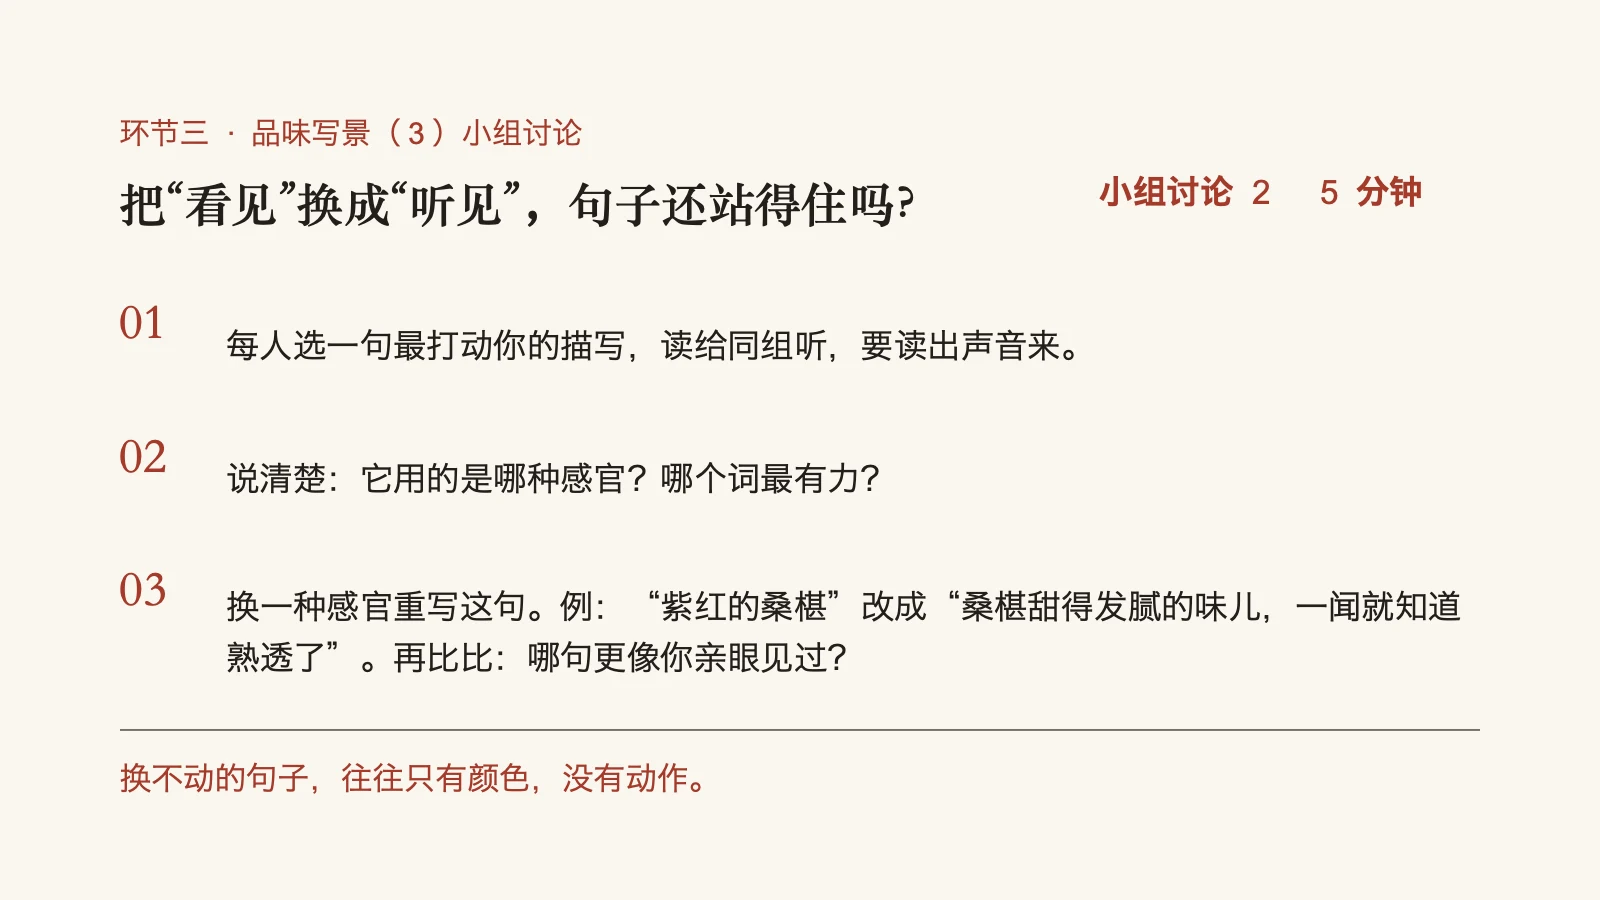 环节三 · 品味写景（3）小组讨论
把“看见”换成“听见”，句子还站得住吗?
小组讨论 2 5 分钟
01
每人选一句最打动你的描写，读给同组听，要读出声音来。
02
说清楚：它用的是哪种感官？哪个词最有力？
03
换一种感官重写这句。例：“紫红的桑椹”改成“桑椹甜得发腻的味儿，一闻就知道
熟透了”。再比比：哪句更像你亲眼见过？
换不动的句子，往往只有颜色，没有动作。